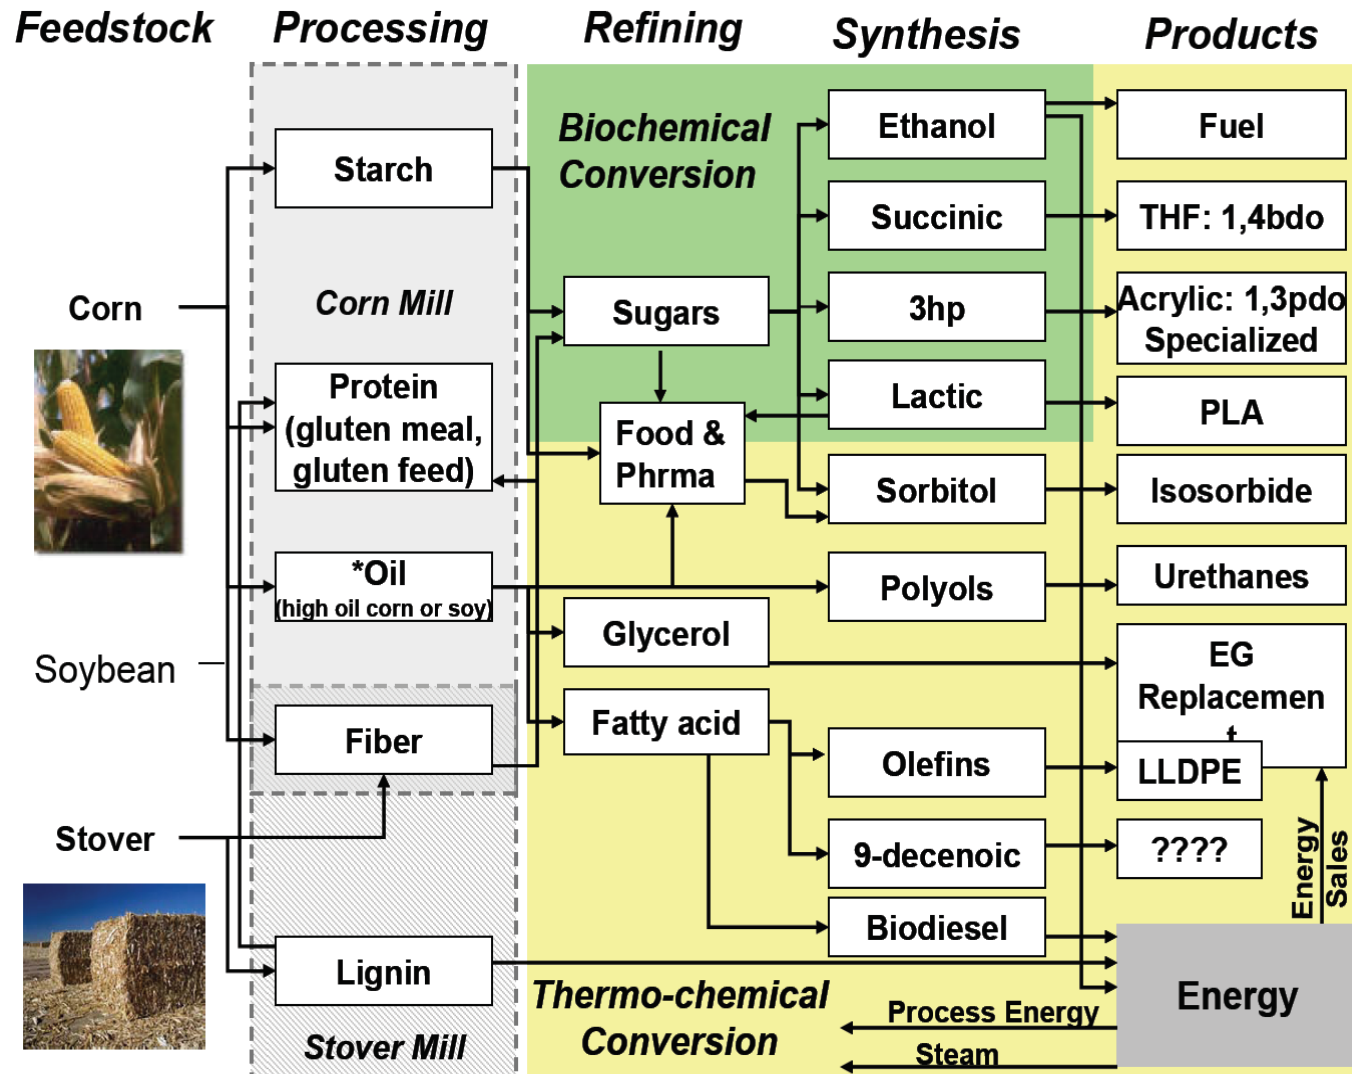 Feedstock
Processing
Refining
Synthesis
Products
Biochemical
Conversion
Starch
Ethanol
Fuel
Succinic
THF: 1,4bdo
Corn
Corn Mill
Sugars
3hp
Acrylic: 1,3pdo
Specialized
Protein
(gluten meal,
gluten feed)
Food &
Phrma
Lactic
PLA
Sorbitol
Isosorbide
*Oil
(high oil corn or soy)
Polyols
Urethanes
Soybean
Glycerol
EG
Replacemen
t
Fiber
Fatty acid
Olefins
LLDPE
Stover
9-decenoic
????
Energy
Sales
Biodiesel
Lignin
Thermo-chemical
Conversion
Energy
Process Energy
Steam
Stover Mill